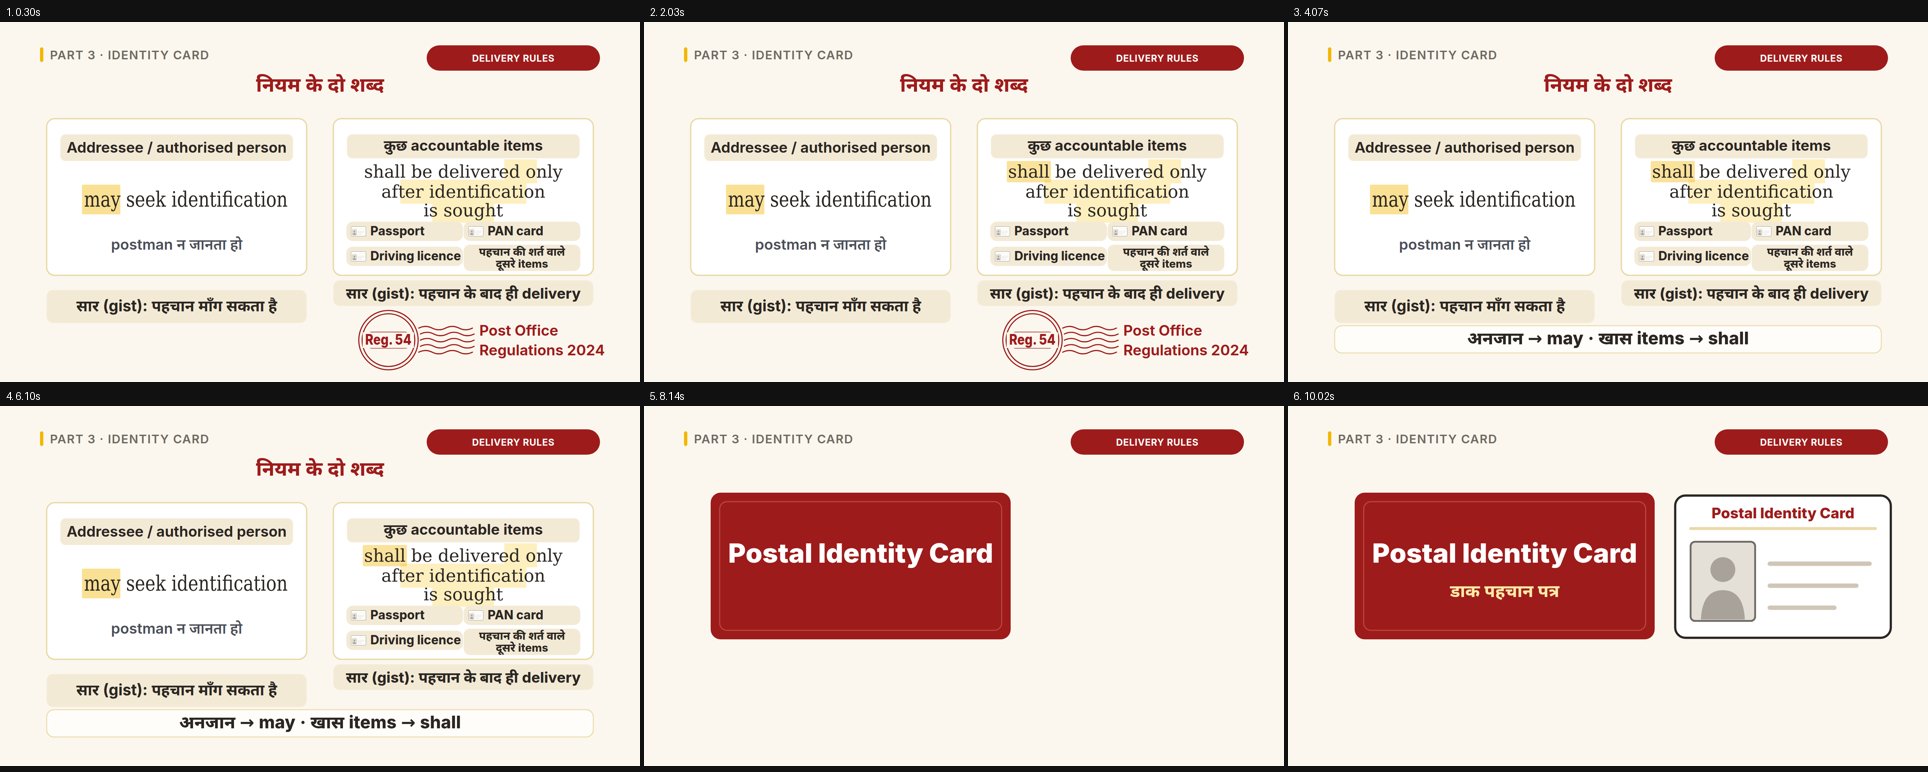 1. 0.30s
PART 3 · IDENTITY CARD
DELIVERY RULES
नियम के दो शब्द
Addressee / authorised person
may seek identification
postman न जानता हो
सार (gist): पहचान माँग सकता है
कुछ accountable items
shall be delivered only
after identification
is sought
Passport
PAN card
Driving licence
पहचान की शर्त वाले
दूसरे items
सार (gist): पहचान के बाद ही delivery
Reg. 54
Post Office
Regulations 2024
2. 2.03s
PART 3 · IDENTITY CARD
DELIVERY RULES
नियम के दो शब्द
Addressee / authorised person
may seek identification
postman न जानता हो
सार (gist): पहचान माँग सकता है
कुछ accountable items
shall be delivered only
after identification
is sought
Passport
PAN card
Driving licence
पहचान की शर्त वाले
दूसरे items
सार (gist): पहचान के बाद ही delivery
Reg. 54
Post Office
Regulations 2024
3. 4.07s
PART 3 · IDENTITY CARD
DELIVERY RULES
नियम के दो शब्द
Addressee / authorised person
may seek identification
postman न जानता हो
सार (gist): पहचान माँग सकता है
कुछ accountable items
shall be delivered only
after identification
is sought
Passport
PAN card
Driving licence
पहचान की शर्त वाले
दूसरे items
सार (gist): पहचान के बाद ही delivery
अनजान → may · खास items → shall
4. 6.10s
PART 3 · IDENTITY CARD
DELIVERY RULES
नियम के दो शब्द
Addressee / authorised person
may seek identification
postman न जानता हो
सार (gist): पहचान माँग सकता है
कुछ accountable items
shall be delivered only
after identification
is sought
Passport
PAN card
Driving licence
पहचान की शर्त वाले
दूसरे items
सार (gist): पहचान के बाद ही delivery
अनजान → may · खास items → shall
5. 8.14s
PART 3 · IDENTITY CARD
DELIVERY RULES
Postal Identity Card
6. 10.02s
PART 3 · IDENTITY CARD
DELIVERY RULES
Postal Identity Card
डाक पहचान पत्र
Postal Identity Card